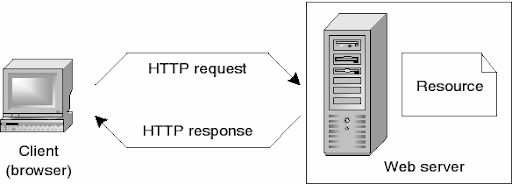 HTTP request
Resource
HTTP response
Client
(browser)
Web server